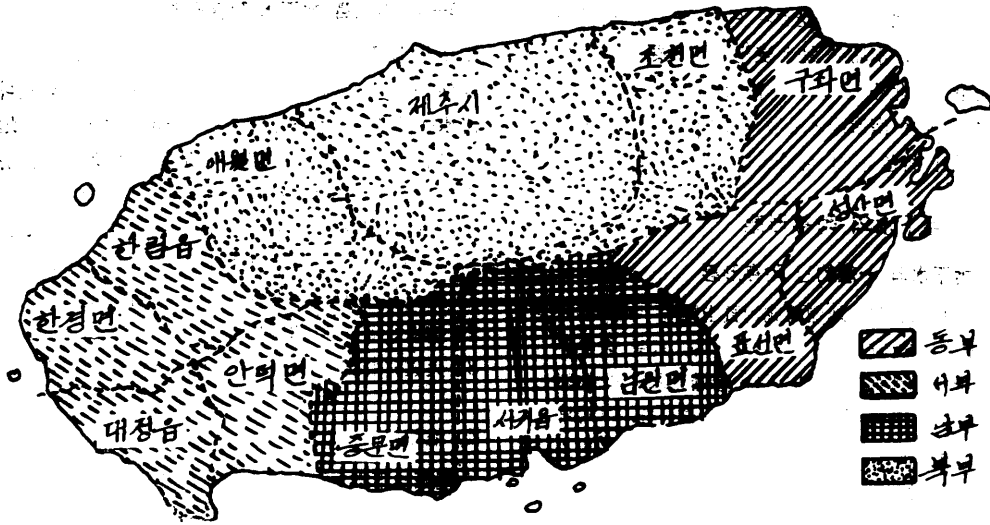 조천면
구좌면
제주시
애월면
성산면
한림읍
한경면
표선면
안덕면
남원면
대정읍
서귀읍
중문면
동부
서부
남부
북부